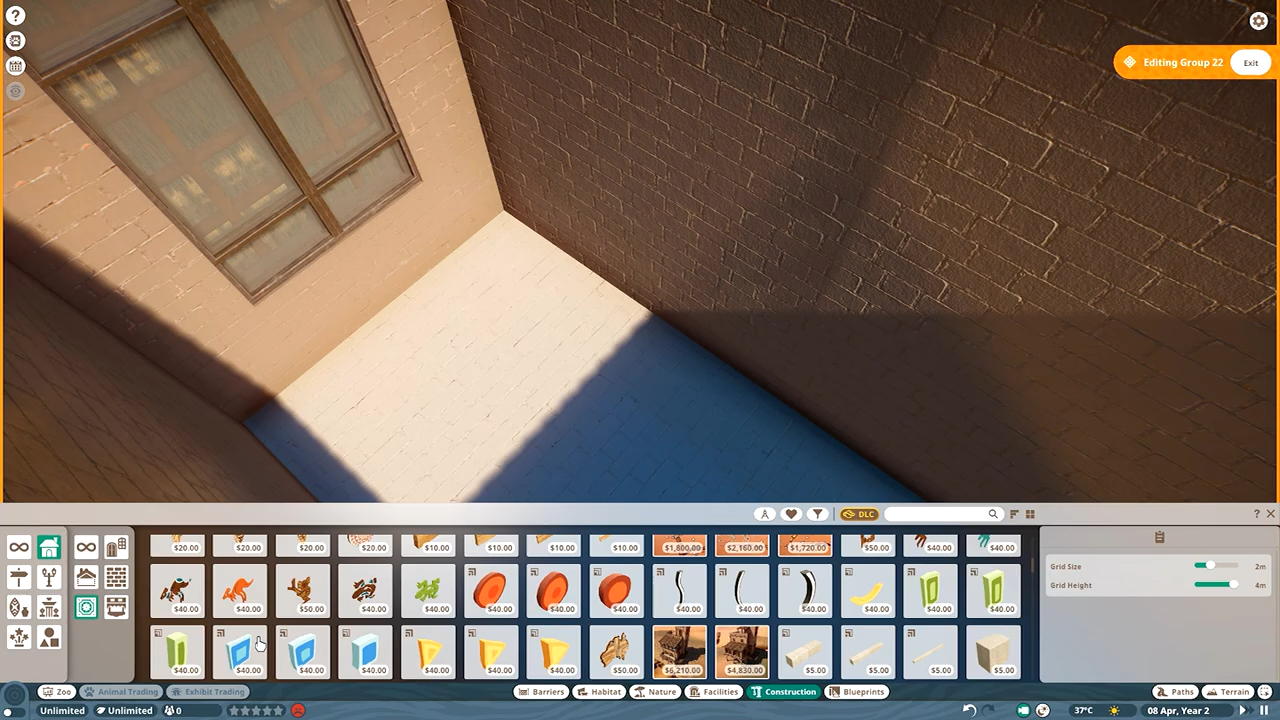 ?
Editing Group 22 Exit
DLC
? ×
$20.00 $20.00 $20.00 $20.00 $10.00 $10.00 $10.00 $10.00 $1,800.00 $2,160.00 $1,720.00 $50.00 $40.00 $40.00
$40.00 $40.00 $50.00 $40.00 $40.00 $40.00 $40.00 $40.00 $40.00 $40.00 $40.00 $40.00 $40.00 $40.00
$40.00 $40.00 $40.00 $40.00 $40.00 $40.00 $40.00 $50.00 $6,210.00 $4,830.00 $5.00 $5.00 $5.00 $5.00
Grid Size 2m
Grid Height 4m
Zoo Animal Trading Exhibit Trading Barriers Habitat Nature Facilities Construction Blueprints Paths Terrain
Unlimited Unlimited 0 37°C 08 Apr, Year 2